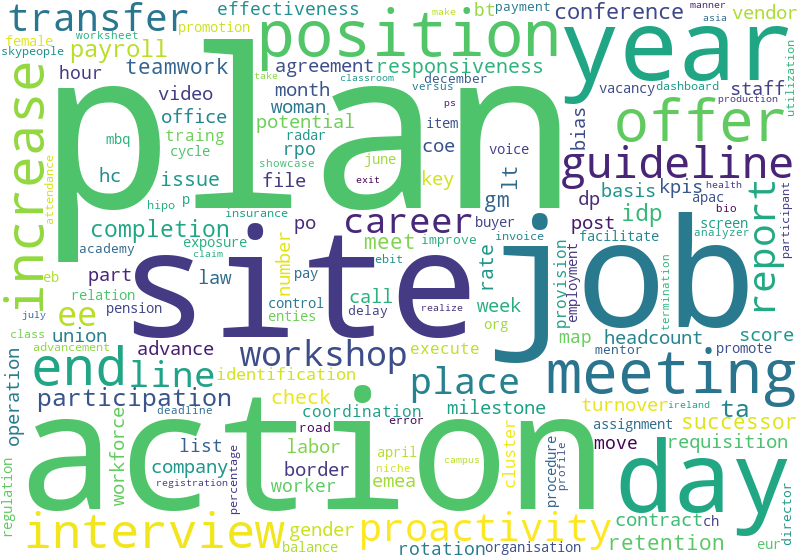 transfer
effectiveness
bt
payment
make
manner
asia
conference
vendor
female
worksheet
promotion
skypeople
payroll
position
year
hour
teamwork
agreement
responsiveness
december
versus
vacancy
dashboard
staff
production
utilization
take
classroom
video
month
woman
office
potential
ps
item
offer
increase
plan
mbq
traing
cycle
radar
rpo
showcase
june
coe
voice
bias
hc
issue
file
exit
key
lt
guideline
attendance
hipo
p
insurance
gm
dp
basis
kpis
health
apac
bio
participant
completion
po
career
buyer
post
idp
report
screen
analyzer
academy
exposure
claim
number
meet
improve
facilitate
eb
part
law
pay
ebit
invoice
rate
site
job
relation
control
call
week
org
provision
employment
termination
july
ee
pension
enties
delay
realize
class
union
advance
workshop
execute
map
headcount
score
advancement
mentor
promote
operation
end
line
identification
place
meeting
participation
check
turnover
ireland
ta
deadline
coordination
milestone
assignment
successor
workforce
list
road
error
labor
april
move
requisition
company
percentage
border
niche
campus
cluster
procedure
profile
registration
worker
emea
action
day
regulation
interview
gender
proactivity
contract
ch
retention
balance
rotation
organisation
eur
director